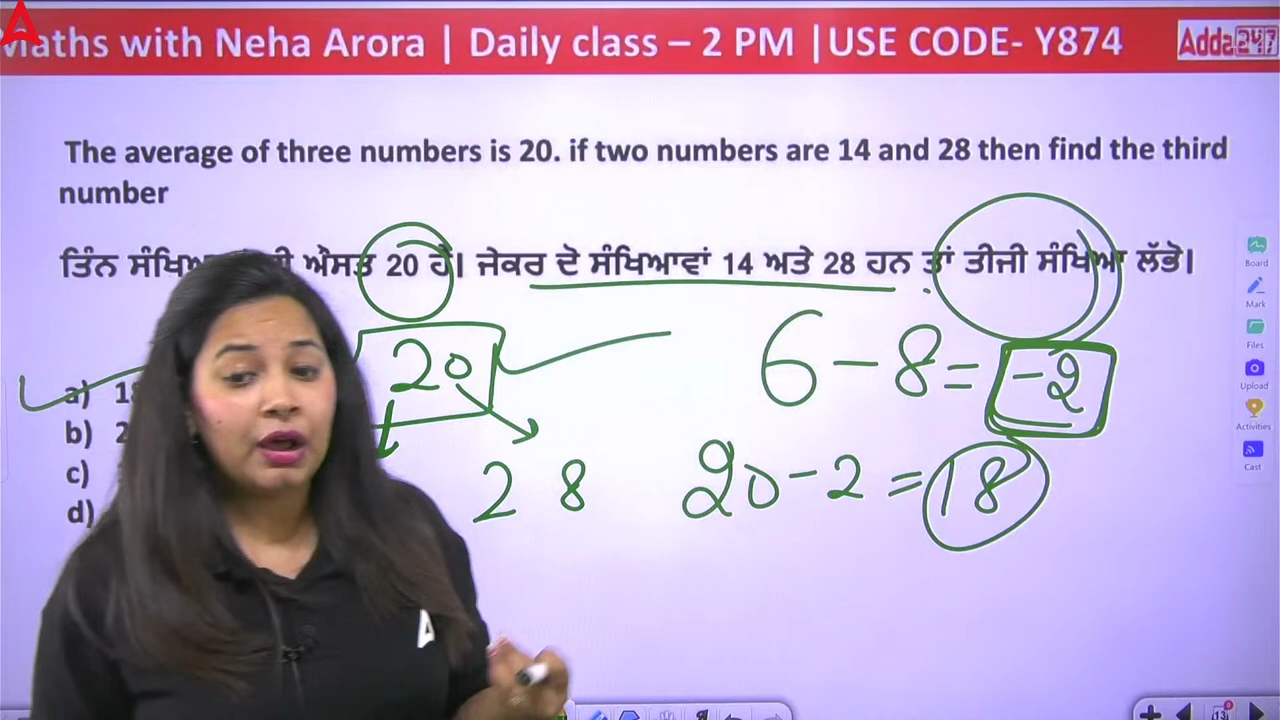 Maths with Neha Arora | Daily class – 2 PM |USE CODE- Y874
Adda247
The average of three numbers is 20. if two numbers are 14 and 28 then find the third
number
ਤਿੰਨ ਔਸਤ 20 ਹੈ। ਜੇਕਰ ਦੋ ਸੰਖਿਆਵਾਂ 14 ਅਤੇ 28 ਹਨ ਤਾਂ ਤੀਜੀ ਸੰਖਿਆ ਲੱਭੋ।
20
6 - 8 = -2
a)
b)
28
20 - 2 = 18
c)
d)
Board
Mark
Files
Upload
Activities
Cast